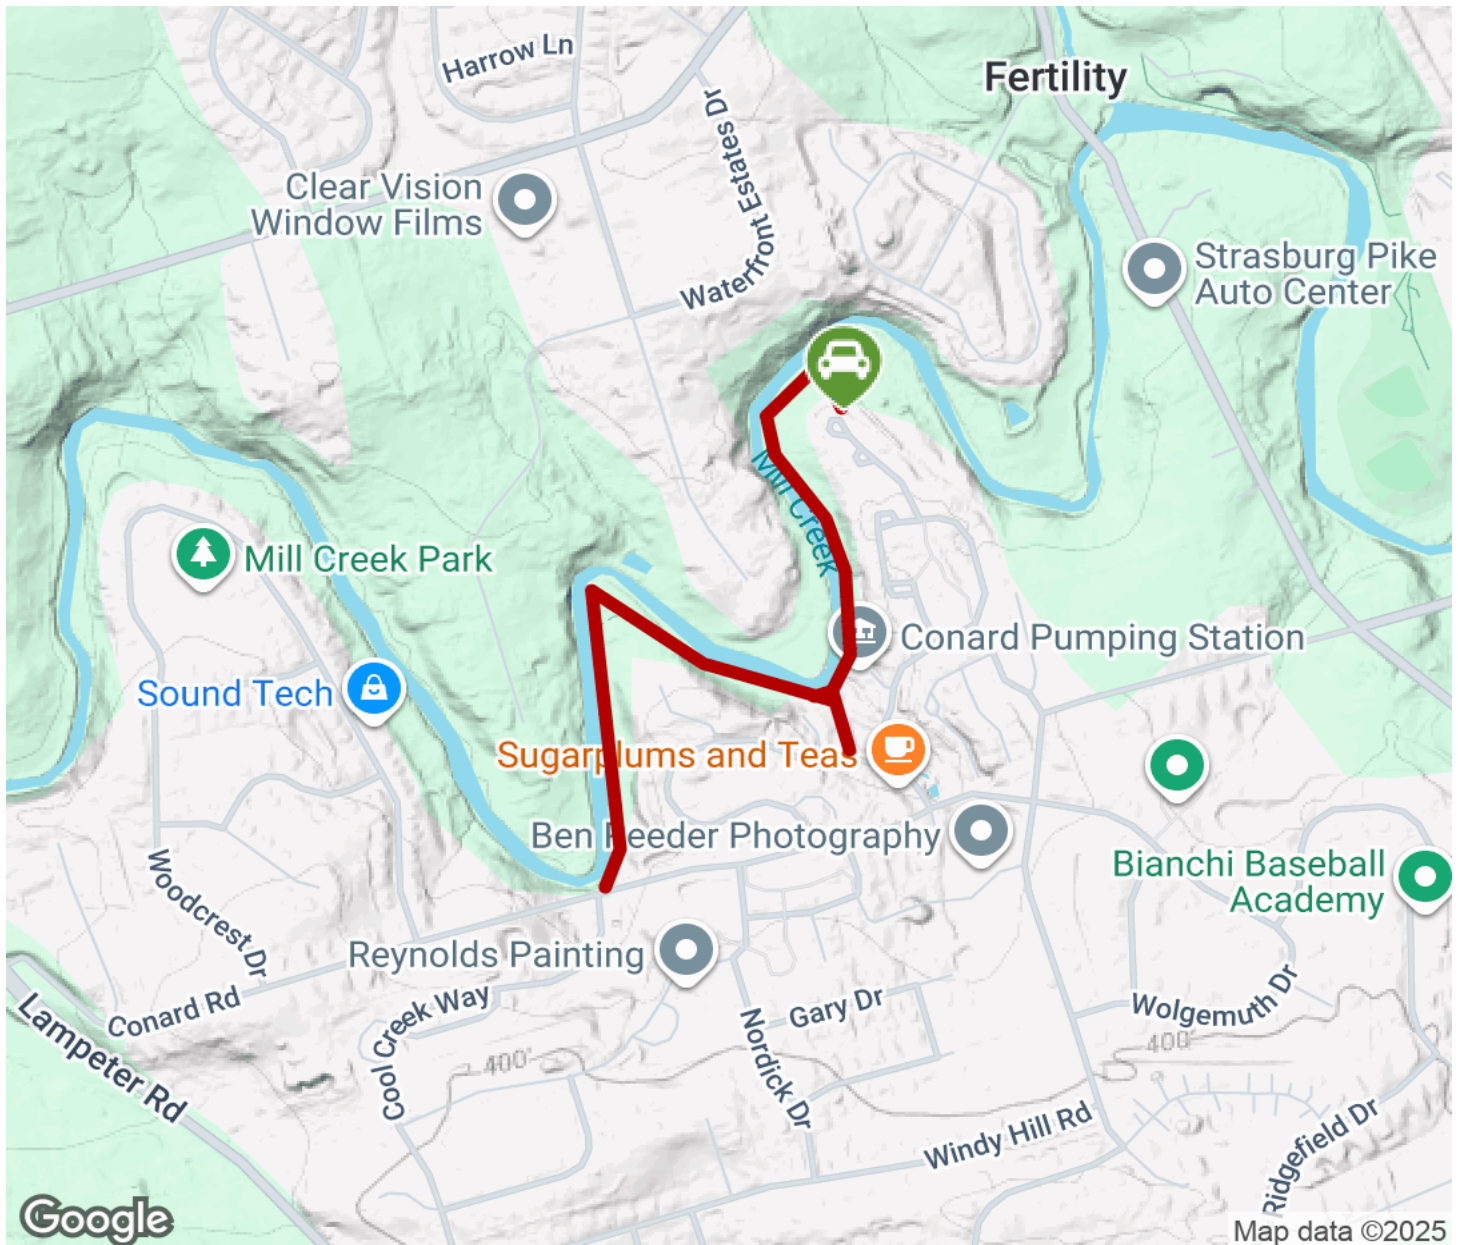 Harrow Ln
Fertility
Waterfront Estates Dr
Clear Vision
Window Films
Strasburg Pike
Auto Center
Mill Creek
Mill Creek Park
Conard Pumping Station
Sound Tech
Sugarplums and Teas
Ben Reeder Photography
Bianchi Baseball
Academy
Woodcrest Dr
Reynolds Painting
Conard Rd
Cool Creek Way
Gary Dr
Wolgemuth Dr
Lampeter Rd
400'
Nordick Dr
400
Windy Hill Rd
Ridgefield Dr
Google
Map data ©2025